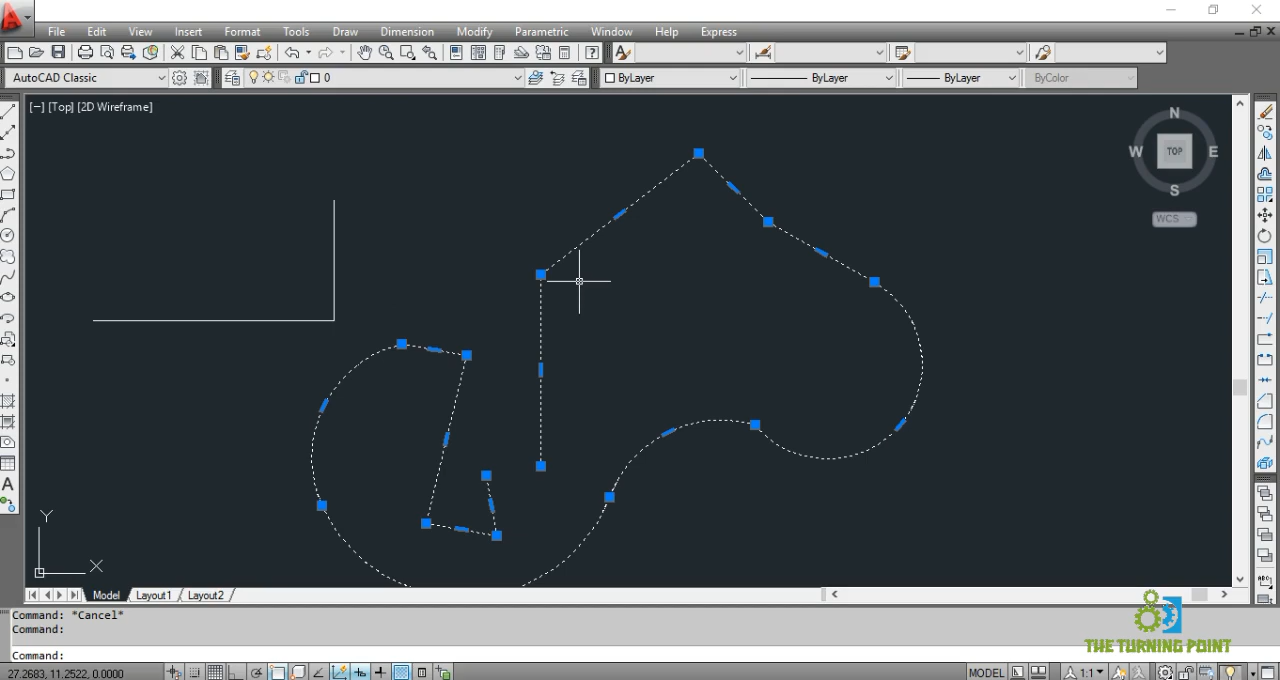 File Edit View Insert Format Tools Draw Dimension Modify Parametric Window Help Express
AutoCAD Classic 0 ByLayer ByLayer ByLayer ByColor
[−] [Top] [2D Wireframe]
N
W TOP E
S
WCS
Y
X
Model Layout1 Layout2
Command: *Cancel*
Command:
Command:
THE TURNING POINT
27.2683, 11.2522, 0.0000 MODEL 1:1
A
ABC